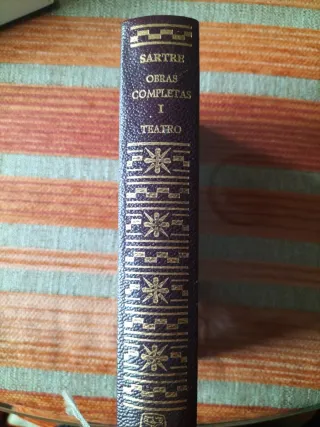 SARTRE
OBRAS
COMPLETAS
I
TEATRO